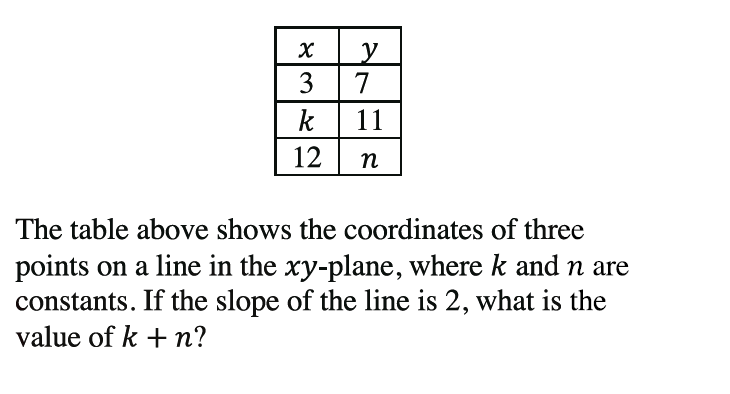 x y
3 7
k 11
12 n
The table above shows the coordinates of three
points on a line in the xy-plane, where k and n are
constants. If the slope of the line is 2, what is the
value of k + n?